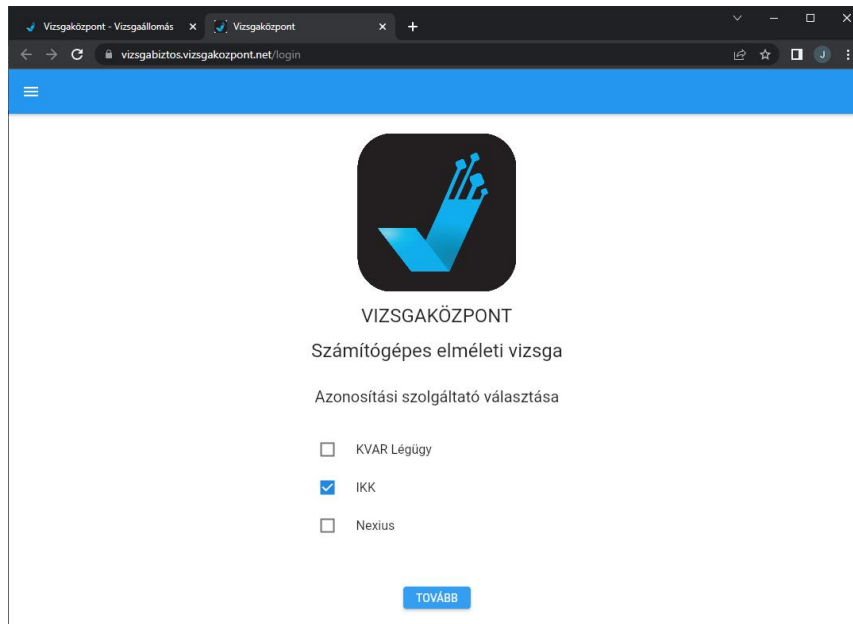 Vizsgaközpont - Vizsgaállomás
Vizsgaközpont
vizsgabiztos.vizsgakozpont.net/login
J
VIZSGAKÖZPONT
Számítógépes elméleti vizsga
Azonosítási szolgáltató választása
KVAR Légügy
IKK
Nexius
TOVÁBB